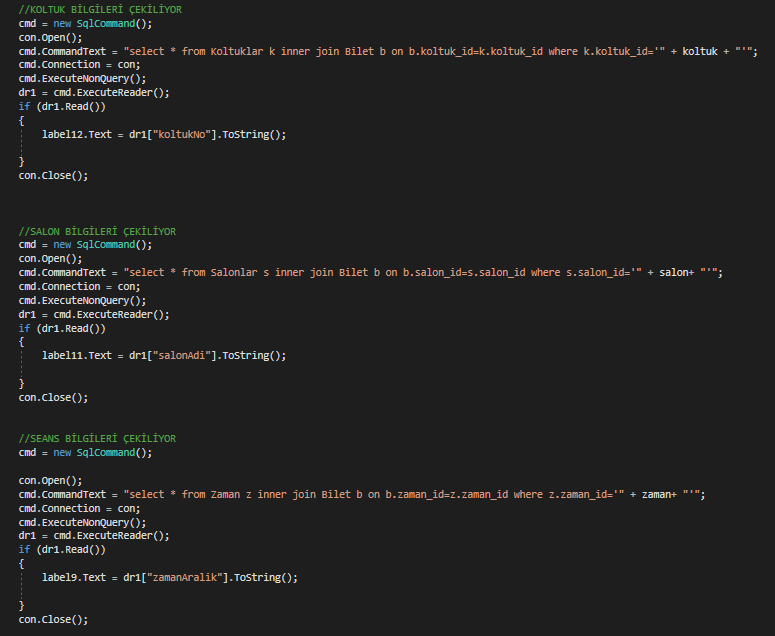 //KOLTUK BİLGİLERİ ÇEKİLİYOR
cmd = new SqlCommand();
con.Open();
cmd.CommandText = "select * from Koltuklar k inner join Bilet b on b.koltuk_id=k.koltuk_id where k.koltuk_id='" + koltuk + "'";
cmd.Connection = con;
cmd.ExecuteNonQuery();
dr1 = cmd.ExecuteReader();
if (dr1.Read())
{
label12.Text = dr1["koltukNo"].ToString();
}
con.Close();
//SALON BİLGİLERİ ÇEKİLİYOR
cmd = new SqlCommand();
con.Open();
cmd.CommandText = "select * from Salonlar s inner join Bilet b on b.salon_id=s.salon_id where s.salon_id='" + salon+ "'";
cmd.Connection = con;
cmd.ExecuteNonQuery();
dr1 = cmd.ExecuteReader();
if (dr1.Read())
{
label11.Text = dr1["salonAdi"].ToString();
}
con.Close();
//SEANS BİLGİLERİ ÇEKİLİYOR
cmd = new SqlCommand();
con.Open();
cmd.CommandText = "select * from Zaman z inner join Bilet b on b.zaman_id=z.zaman_id where z.zaman_id='" + zaman+ "'";
cmd.Connection = con;
cmd.ExecuteNonQuery();
dr1 = cmd.ExecuteReader();
if (dr1.Read())
{
label9.Text = dr1["zamanAralik"].ToString();
}
con.Close();